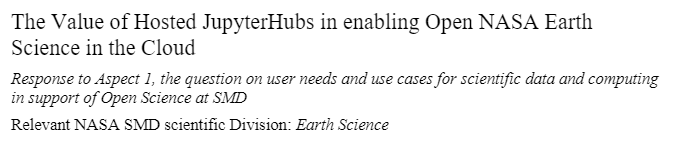 The Value of Hosted JupyterHubs in enabling Open NASA Earth
Science in the Cloud
Response to Aspect 1, the question on user needs and use cases for scientific data and computing
in support of Open Science at SMD
Relevant NASA SMD scientific Division: Earth Science